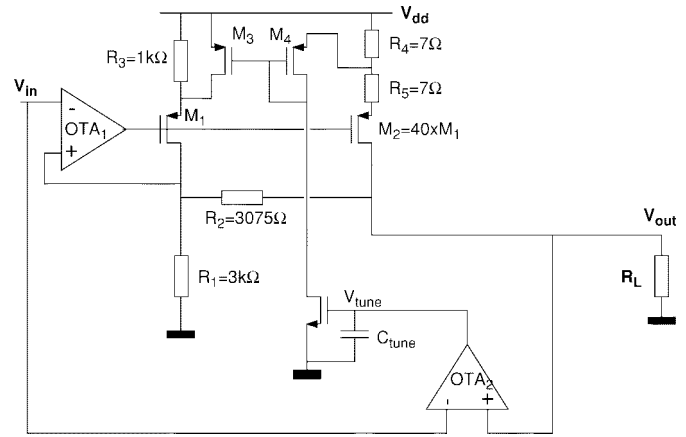 Vdd
M3
M4
R3=1kΩ
R4=7Ω
Vin
R5=7Ω
-
OTA1
+
M1
M2=40xM1
R2=3075Ω
Vout
R1=3kΩ
RL
Vtune
Ctune
OTA2
- +